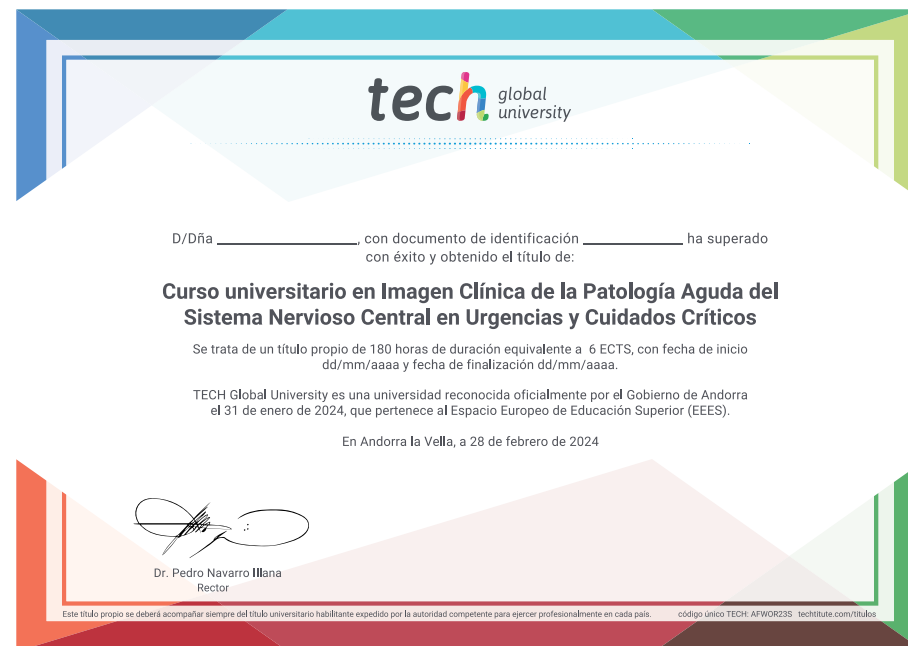 tech global
university
D/Dña ______________, con documento de identificación __________ ha superado
con éxito y obtenido el título de:
Curso universitario en Imagen Clínica de la Patología Aguda del
Sistema Nervioso Central en Urgencias y Cuidados Críticos
Se trata de un título propio de 180 horas de duración equivalente a 6 ECTS, con fecha de inicio
dd/mm/aaaa y fecha de finalización dd/mm/aaaa.
TECH Global University es una universidad reconocida oficialmente por el Gobierno de Andorra
el 31 de enero de 2024, que pertenece al Espacio Europeo de Educación Superior (EEES).
En Andorra la Vella, a 28 de febrero de 2024
Dr. Pedro Navarro Illana
Rector
Este título propio se deberá acompañar siempre del título universitario habilitante expedido por la autoridad competente para ejercer profesionalmente en cada país. código único TECH: AFWOR23S techtitute.com/titulos